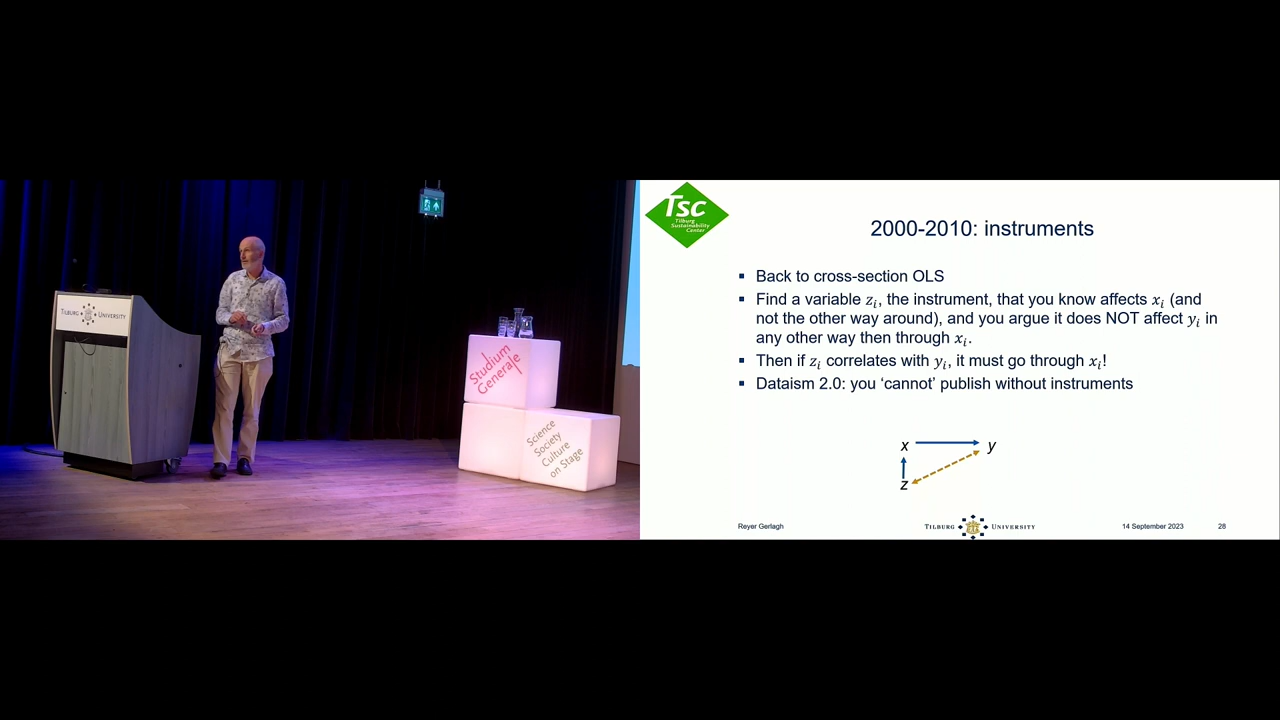 TILBURG UNIVERSITY
Studium
Generale
Science
Society
Culture
on Stage
Tsc
Tilburg
Sustainability
Center
2000-2010: instruments
▪ Back to cross-section OLS
▪ Find a variable zᵢ, the instrument, that you know affects xᵢ (and
not the other way around), and you argue it does NOT affect yᵢ in
any other way then through xᵢ.
▪ Then if zᵢ correlates with yᵢ, it must go through xᵢ!
▪ Dataism 2.0: you ‘cannot’ publish without instruments
x y
z
Reyer Gerlagh TILBURG UNIVERSITY 14 September 2023 28